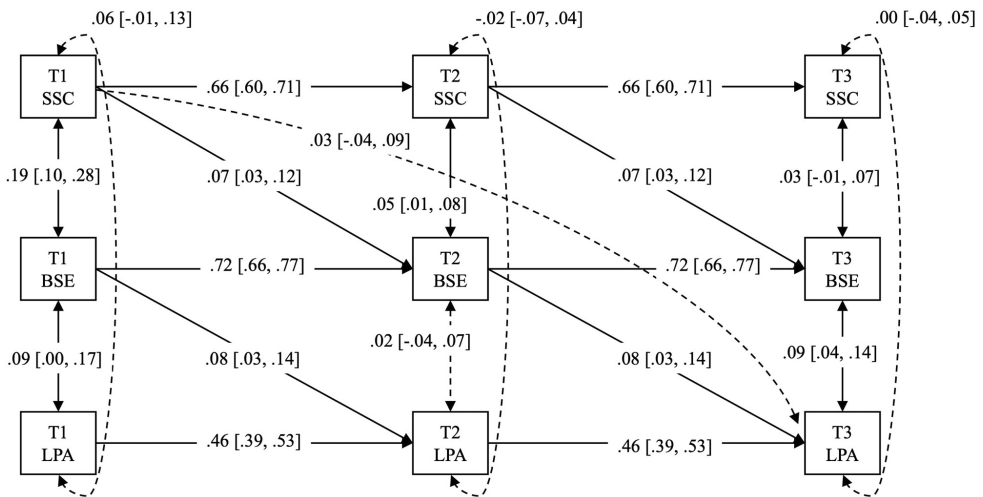 .06 [-.01, .13]
-.02 [-.07, .04]
.00 [-.04, .05]
T1
SSC
.66 [.60, .71]
T2
SSC
.66 [.60, .71]
T3
SSC
.03 [-.04, .09]
.19 [.10, .28]
.07 [.03, .12]
.05 [.01, .08]
.07 [.03, .12]
.03 [-.01, .07]
T1
BSE
.72 [.66, .77]
T2
BSE
.72 [.66, .77]
T3
BSE
.09 [.00, .17]
.08 [.03, .14]
.02 [-.04, .07]
.08 [.03, .14]
.09 [.04, .14]
T1
LPA
.46 [.39, .53]
T2
LPA
.46 [.39, .53]
T3
LPA